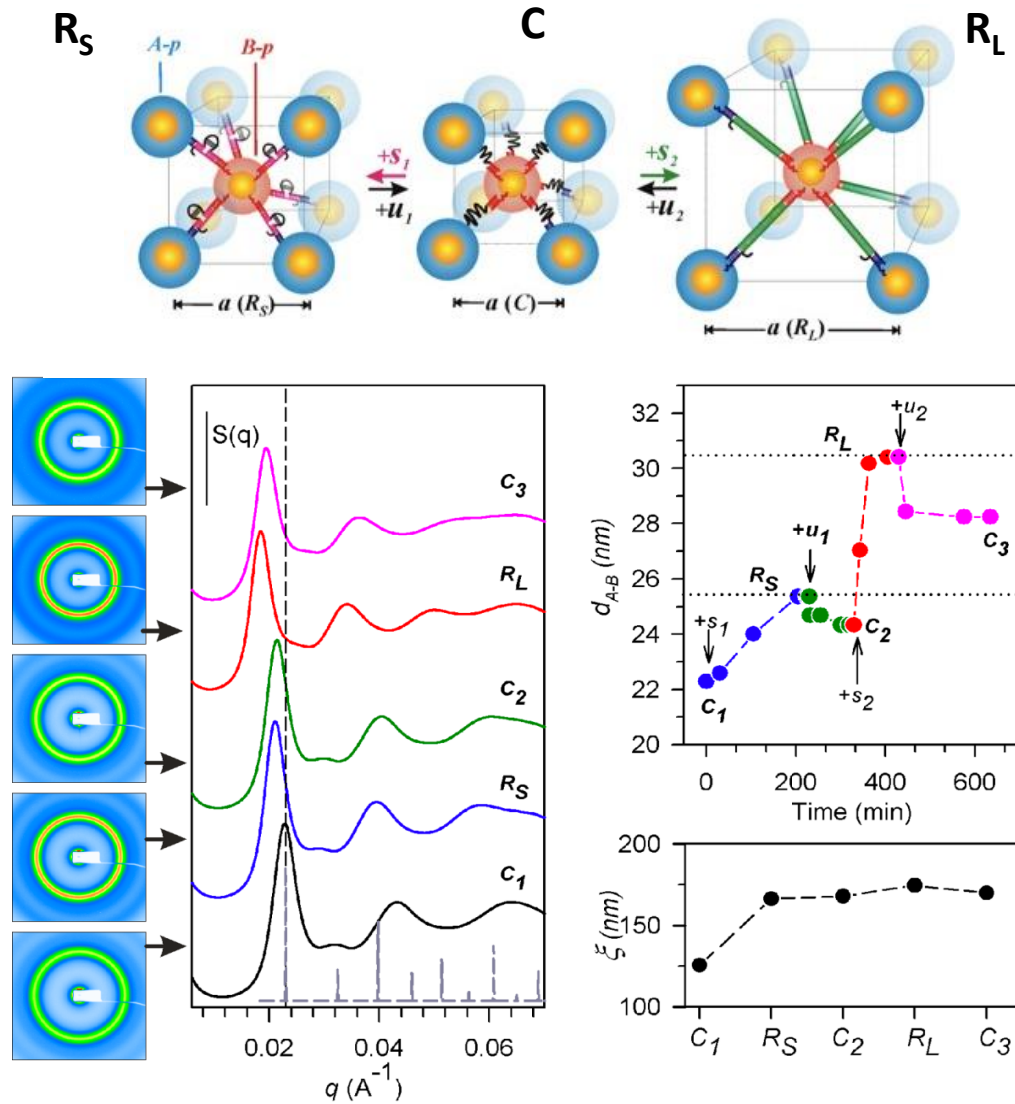 R_S C R_L
A-p B-p
+s_1 +s_2
+u_1 +u_2
a (R_S) a (C) a (R_L)
S(q)
C_3
R_L
C_2
R_S
C_1
0.02 0.04 0.06
q (A⁻¹)
32
30
28
26
24
22
20
d_A-B (nm)
+u_2
R_L
+u_1
R_S
C_3
+s_1
C_2
C_1
+s_2
0 200 400 600
Time (min)
200
150
100
ξ (nm)
C_1 R_S C_2 R_L C_3